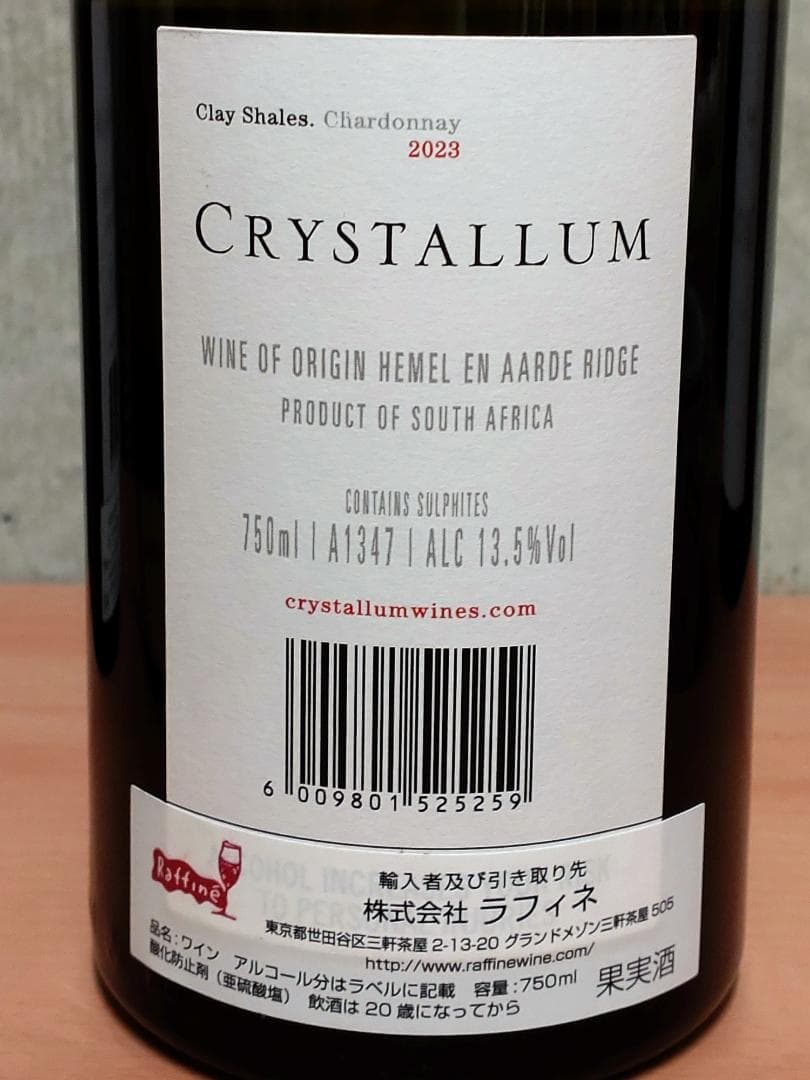 Clay Shales. Chardonnay
2023
CRYSTALLUM
WINE OF ORIGIN HEMEL EN AARDE RIDGE
PRODUCT OF SOUTH AFRICA
CONTAINS SULPHITES
750ml | A1347 | ALC 13.5%Vol
crystallumwines.com
6 009801 525259
Raffiné
輸入者及び引き取り先
株式会社 ラフィネ
東京都世田谷区三軒茶屋 2-13-20 グランドメゾン三軒茶屋 505
http://www.raffinewine.com/
品名:ワイン アルコール分はラベルに記載 容量:750ml
酸化防止剤(亜硫酸塩) 飲酒は20歳になってから
果実酒